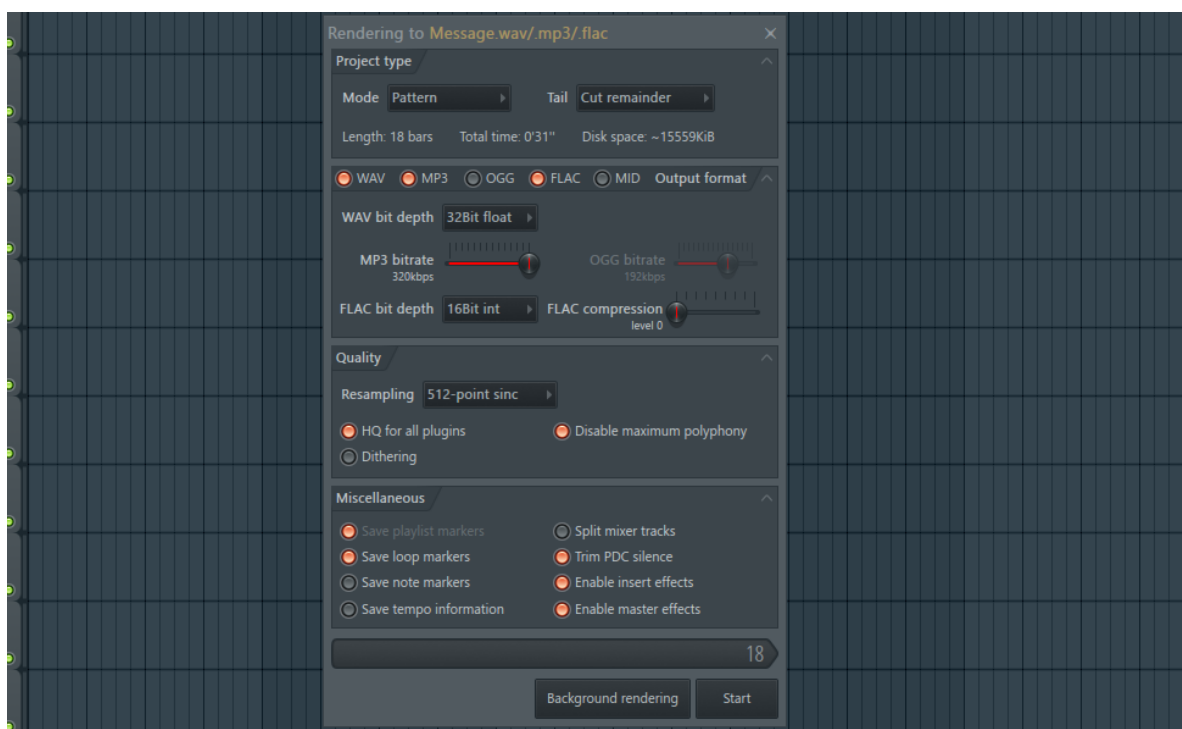 Rendering to Message.wav/.mp3/.flac
Project type
Mode Pattern Tail Cut remainder
Length: 18 bars Total time: 0'31" Disk space: ~15559KiB
WAV MP3 OGG FLAC MID Output format
WAV bit depth 32Bit float
MP3 bitrate OGG bitrate
320kbps 192kbps
FLAC bit depth 16Bit int FLAC compression
level 0
Quality
Resampling 512-point sinc
HQ for all plugins Disable maximum polyphony
Dithering
Miscellaneous
Save playlist markers Split mixer tracks
Save loop markers Trim PDC silence
Save note markers Enable insert effects
Save tempo information Enable master effects
18
Background rendering Start